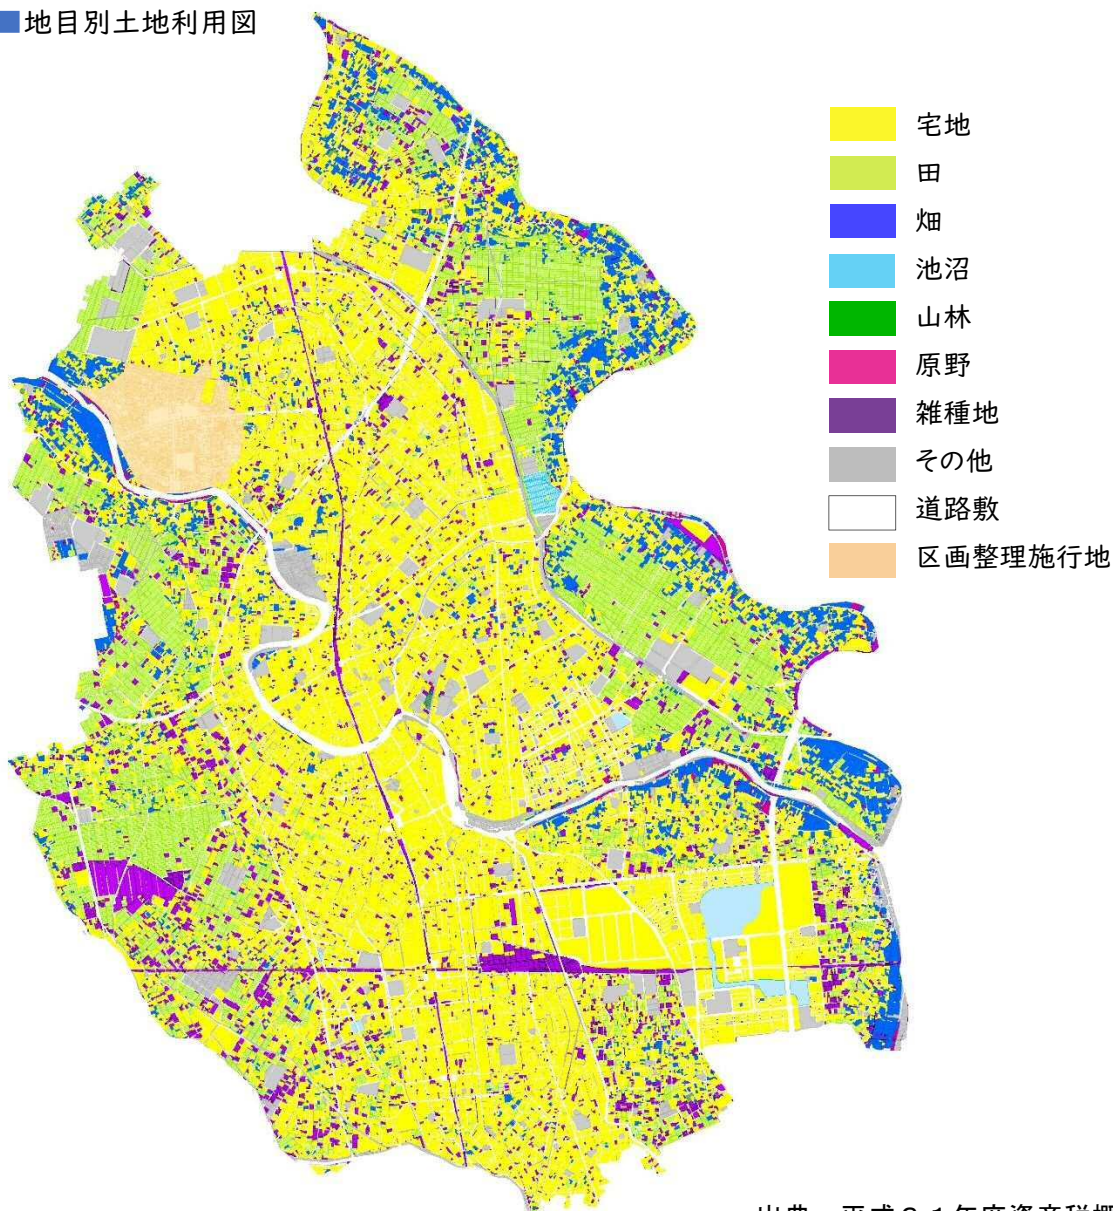 ■地目別土地利用図
宅地
田
畑
池沼
山林
原野
雑種地
その他
道路敷
区画整理施行地